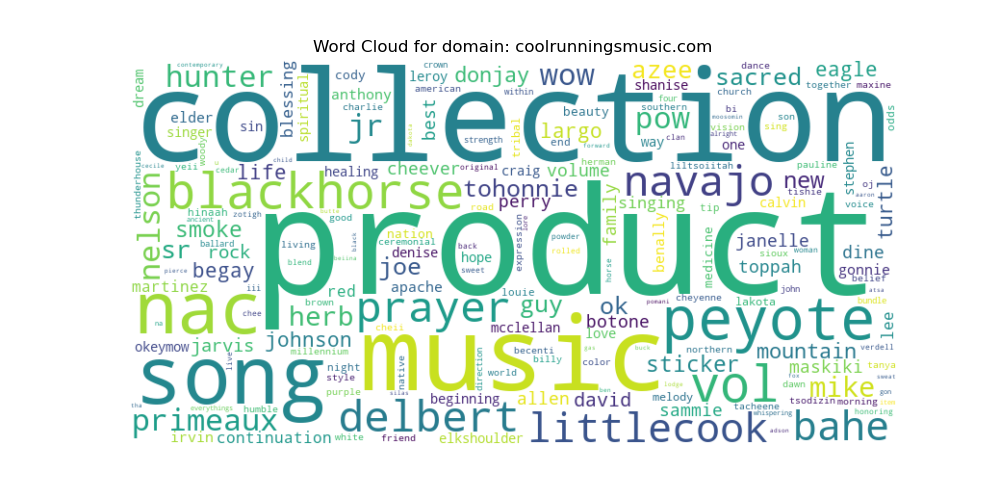 Word Cloud for domain: coolrunningsmusic.com
contemporary crown dance
dream hunter cody leroy donjay wow azee shanise sacred eagle
blessing spiritual anthony american within four church together maxine
collection
elder sin charlie jr best beauty southern pow bi moosomin son odds
singer woody strength tribal largo end way clan vision one sing alright stephen
thunderhouse cecile yeii cedar child life healing cheever original craig volume herman liltsoiitah pauline oj
nelson blackhorse tohonnie family navajo new tishie aaron voice turtle
hinaah zotigh ancient perry singing tip calvin
product
smoke good nation ceremonial expression benally medicine janelle dine
sr rock ballard living black denise hope back powder rolled sioux woman
begay blend joe sweet horse toppah gonnie belief
martinez pierce iii apache louie cheyenne lakota john atse bundle
nac red brown prayer guy ok pomani peyote lee
herb chee cheii mcclellan botone love
okeymow jarvis johnson millennium music becenti billy gas buck northern mountain verdell
song live night native direction world color sticker maskiki tanya
style vol dawn mike
purple silas beginning allen david ben melody lodge tsodizin morning gon
primeaux everythings humble delbert sammie tacheene honoring
littlecook whispering bahe
irvin continuation white friend elkshoulder adson